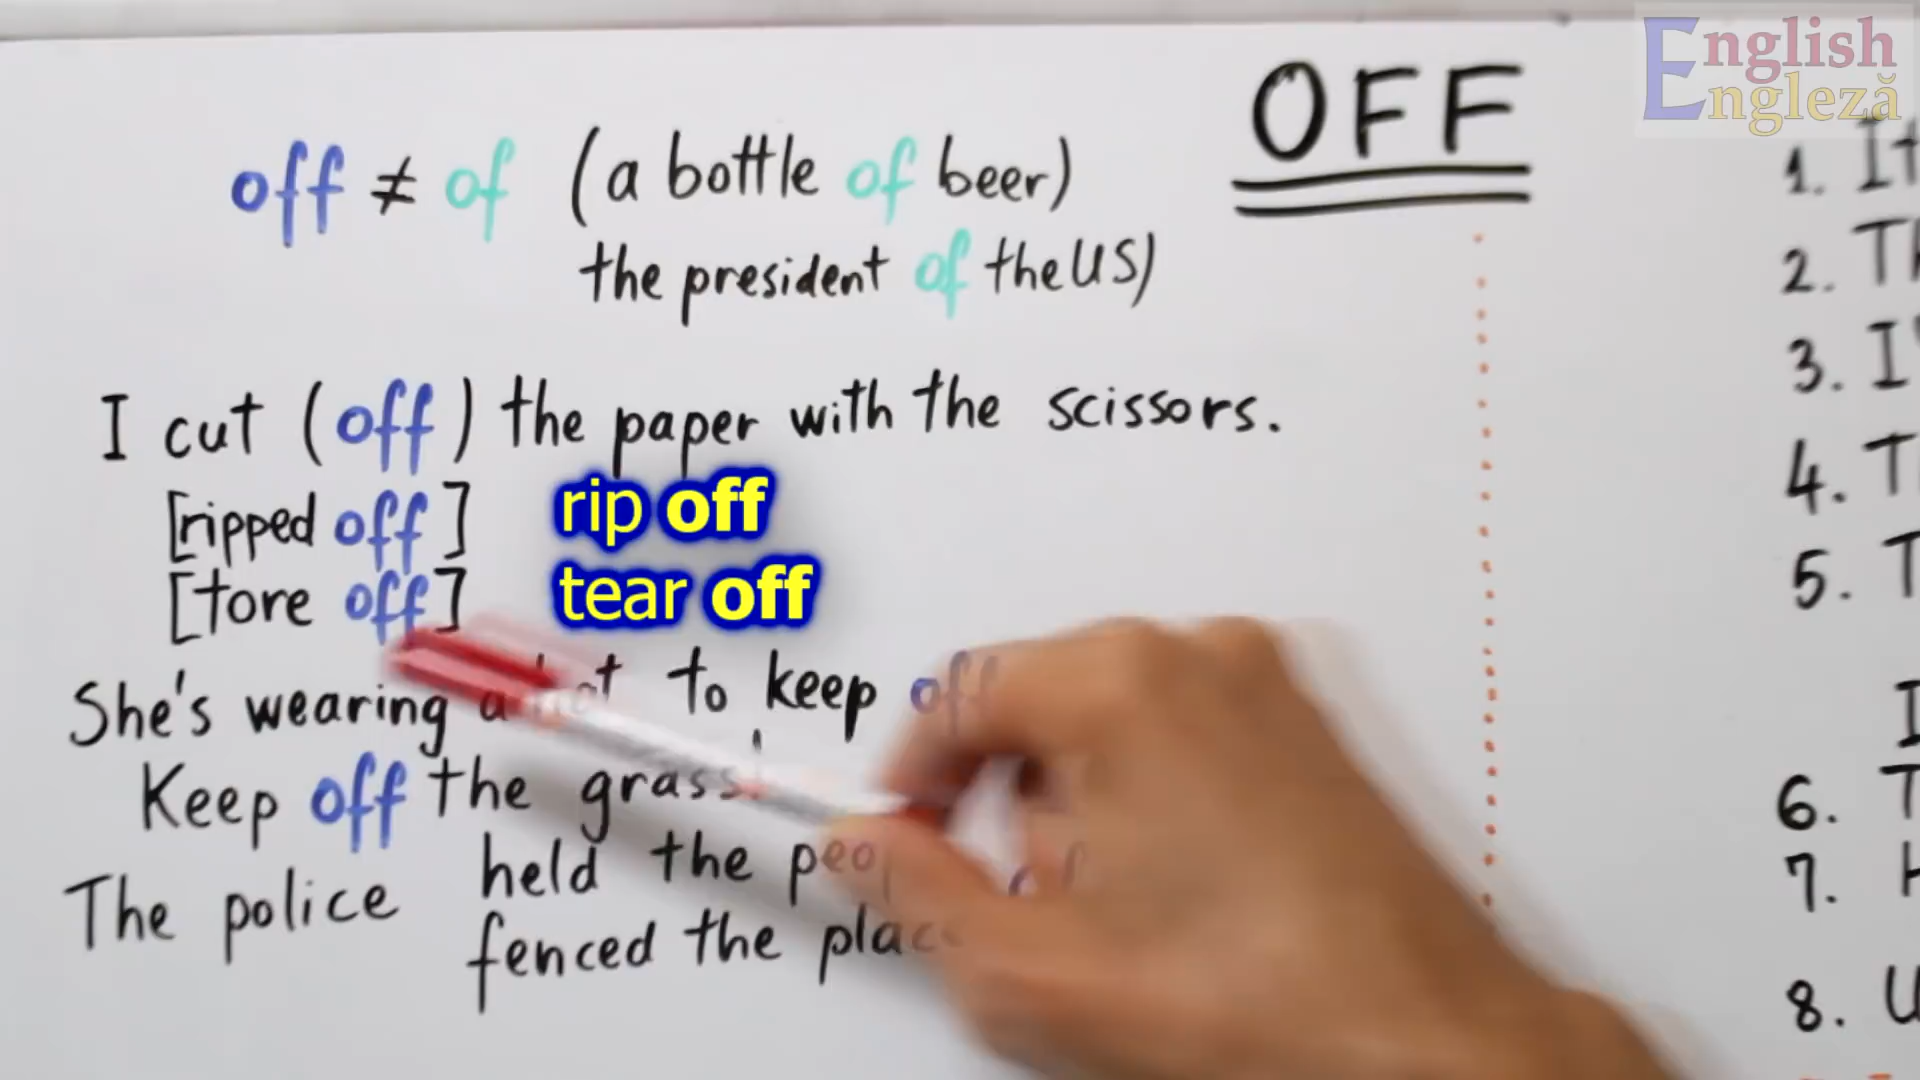 English
Engleză
OFF
off ≠ of (a bottle of beer)
the president of the US)
I cut (off) the paper with the scissors.
[ripped off]
rip off
[tore off]
tear off
She's wearing a to keep off
Keep off the grass!
The police held the
fenced the
1. It
2.
3.
4.
5.
6.
7.
8.